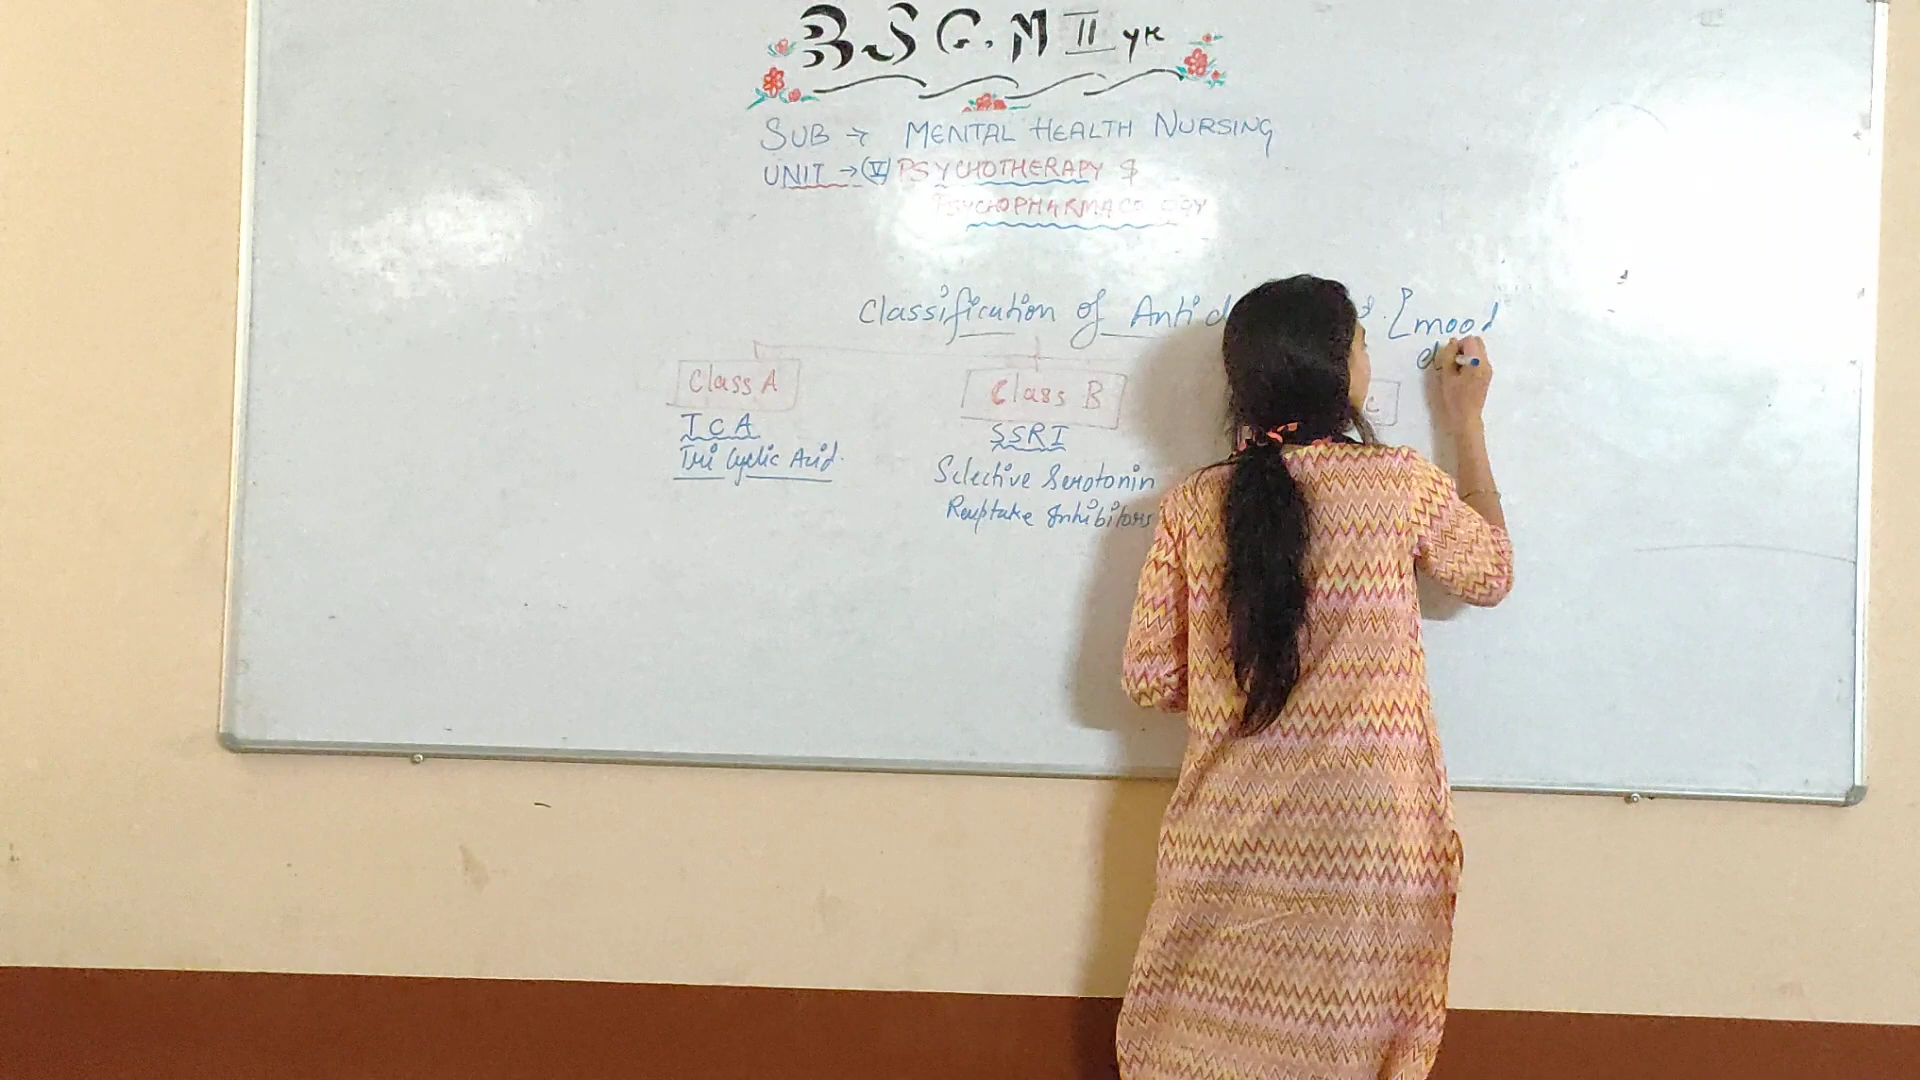 B.S C. N II yr
SUB → MENTAL HEALTH NURSING
UNIT → (V) PSYCHOTHERAPY &
PSYCHOPHARMACOLOGY
Classification of Anti d [mood
d
Class A Class B C
TCA SSRI
Tri Cyclic Acid. Selective Serotonin
Reuptake Inhibitors